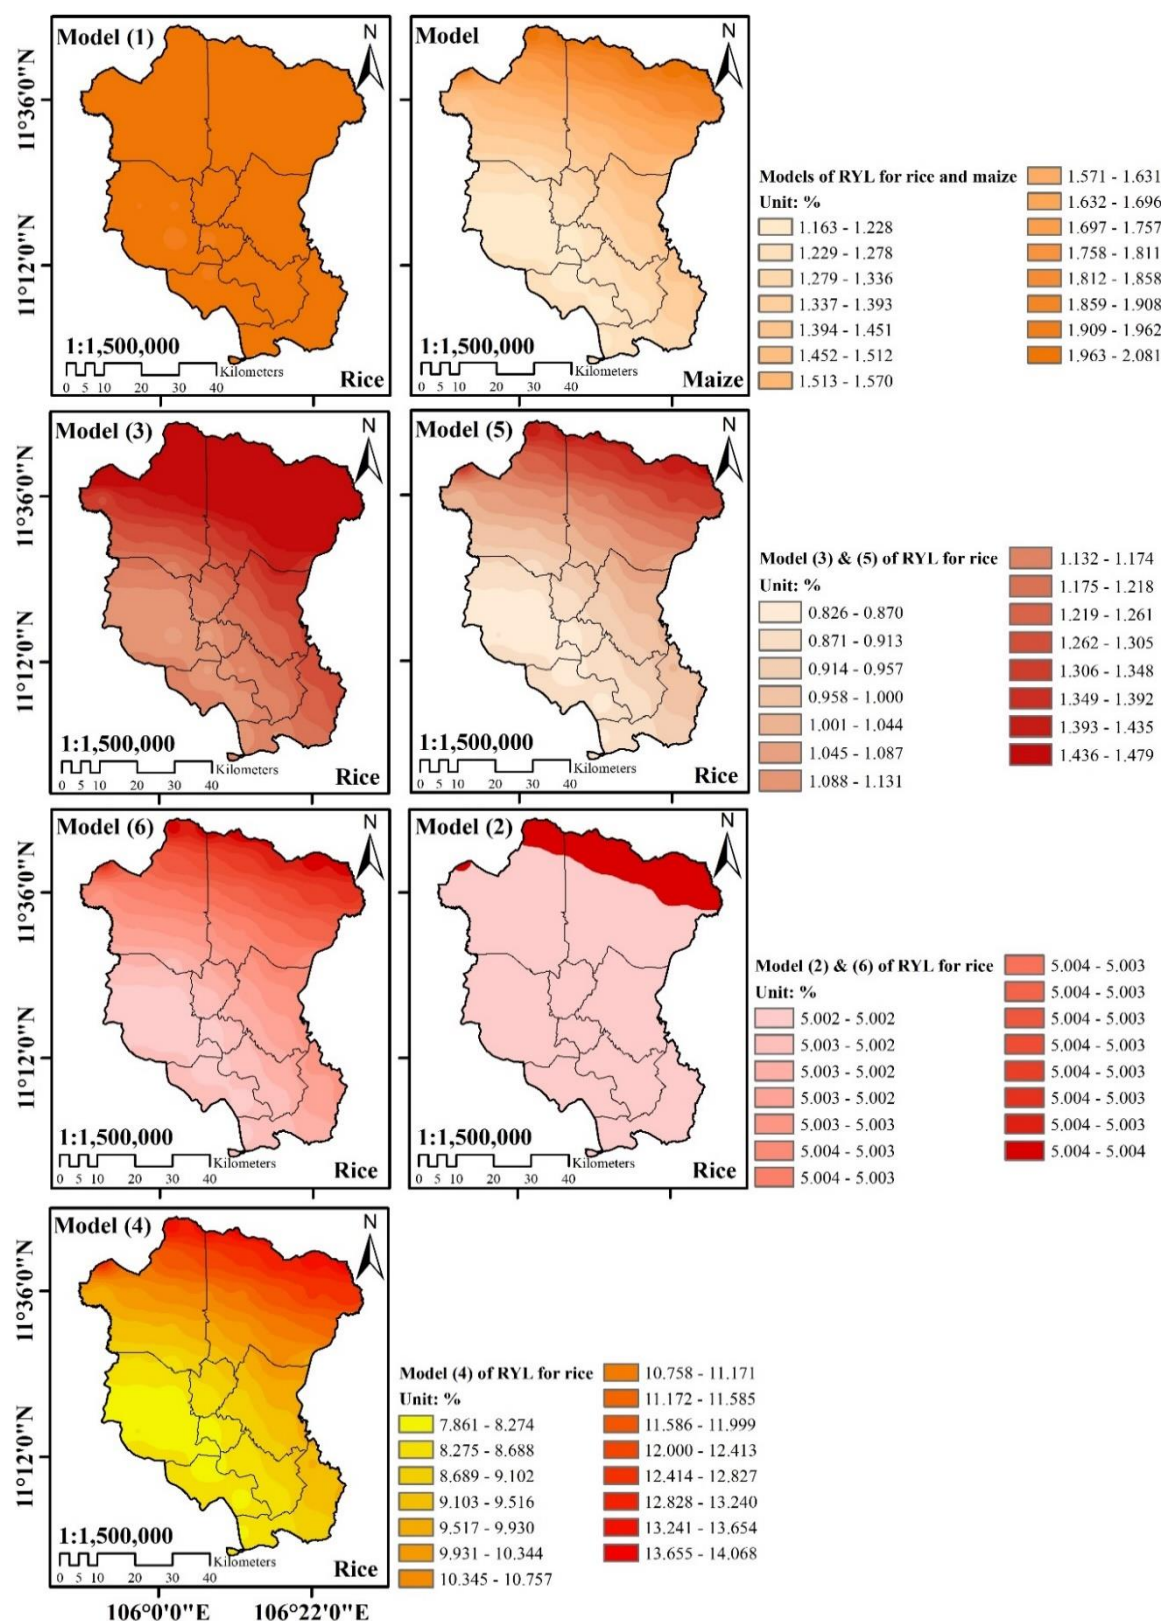 Model (1)
N
11°36'0"N
11°12'0"N
1:1,500,000
Kilometers
0 5 10 20 30 40
Rice
Model
N
1:1,500,000
Kilometers
0 5 10 20 30 40
Maize
Models of RYL for rice and maize
Unit: %
1.163 - 1.228
1.229 - 1.278
1.279 - 1.336
1.337 - 1.393
1.394 - 1.451
1.452 - 1.512
1.513 - 1.570
1.571 - 1.631
1.632 - 1.696
1.697 - 1.757
1.758 - 1.811
1.812 - 1.858
1.859 - 1.908
1.909 - 1.962
1.963 - 2.081
Model (3)
N
11°36'0"N
11°12'0"N
1:1,500,000
Kilometers
0 5 10 20 30 40
Rice
Model (5)
N
1:1,500,000
Kilometers
0 5 10 20 30 40
Rice
Model (3) & (5) of RYL for rice
Unit: %
0.826 - 0.870
0.871 - 0.913
0.914 - 0.957
0.958 - 1.000
1.001 - 1.044
1.045 - 1.087
1.088 - 1.131
1.132 - 1.174
1.175 - 1.218
1.219 - 1.261
1.262 - 1.305
1.306 - 1.348
1.349 - 1.392
1.393 - 1.435
1.436 - 1.479
Model (6)
N
11°36'0"N
11°12'0"N
1:1,500,000
Kilometers
0 5 10 20 30 40
Rice
Model (2)
N
1:1,500,000
Kilometers
0 5 10 20 30 40
Rice
Model (2) & (6) of RYL for rice
Unit: %
5.002 - 5.002
5.003 - 5.002
5.003 - 5.002
5.003 - 5.002
5.003 - 5.003
5.004 - 5.003
5.004 - 5.003
5.004 - 5.003
5.004 - 5.003
5.004 - 5.003
5.004 - 5.003
5.004 - 5.003
5.004 - 5.003
5.004 - 5.003
5.004 - 5.004
Model (4)
N
11°36'0"N
11°12'0"N
1:1,500,000
Kilometers
0 5 10 20 30 40
Rice
106°0'0"E 106°22'0"E
Model (4) of RYL for rice
Unit: %
7.861 - 8.274
8.275 - 8.688
8.689 - 9.102
9.103 - 9.516
9.517 - 9.930
9.931 - 10.344
10.345 - 10.757
10.758 - 11.171
11.172 - 11.585
11.586 - 11.999
12.000 - 12.413
12.414 - 12.827
12.828 - 13.240
13.241 - 13.654
13.655 - 14.068